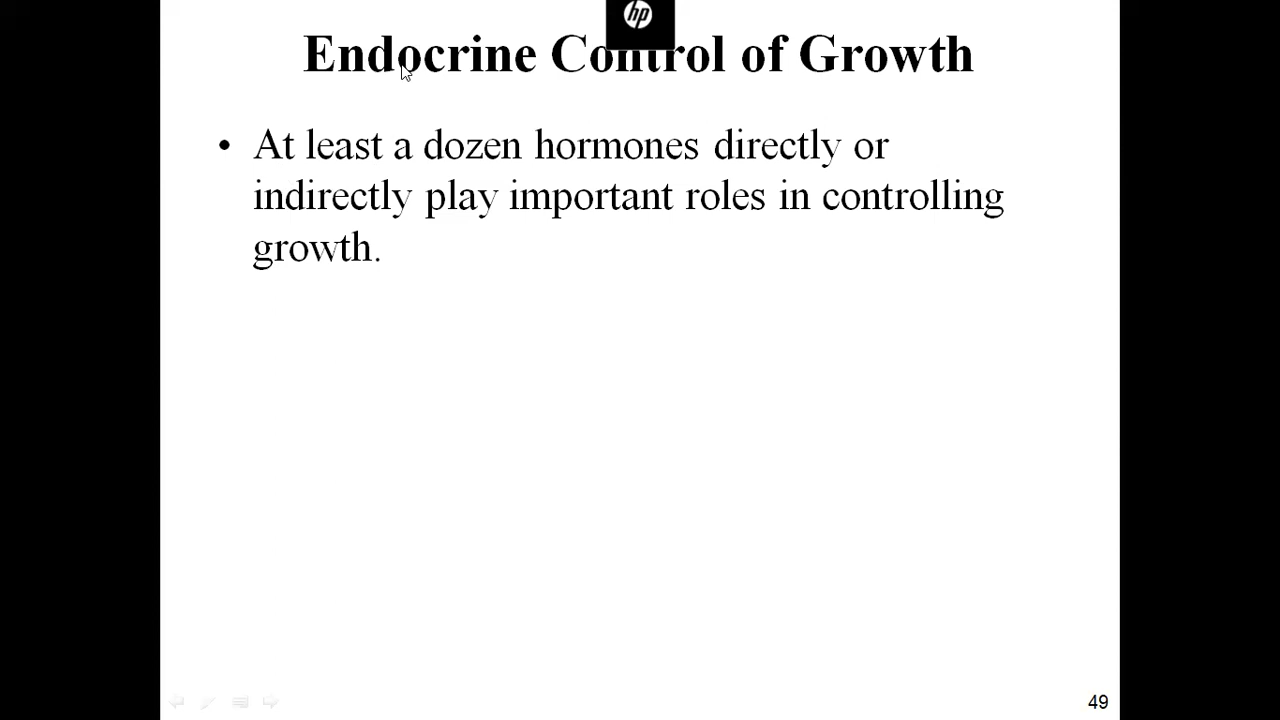 hp
Endocrine Control of Growth
• At least a dozen hormones directly or
indirectly play important roles in controlling
growth.
49